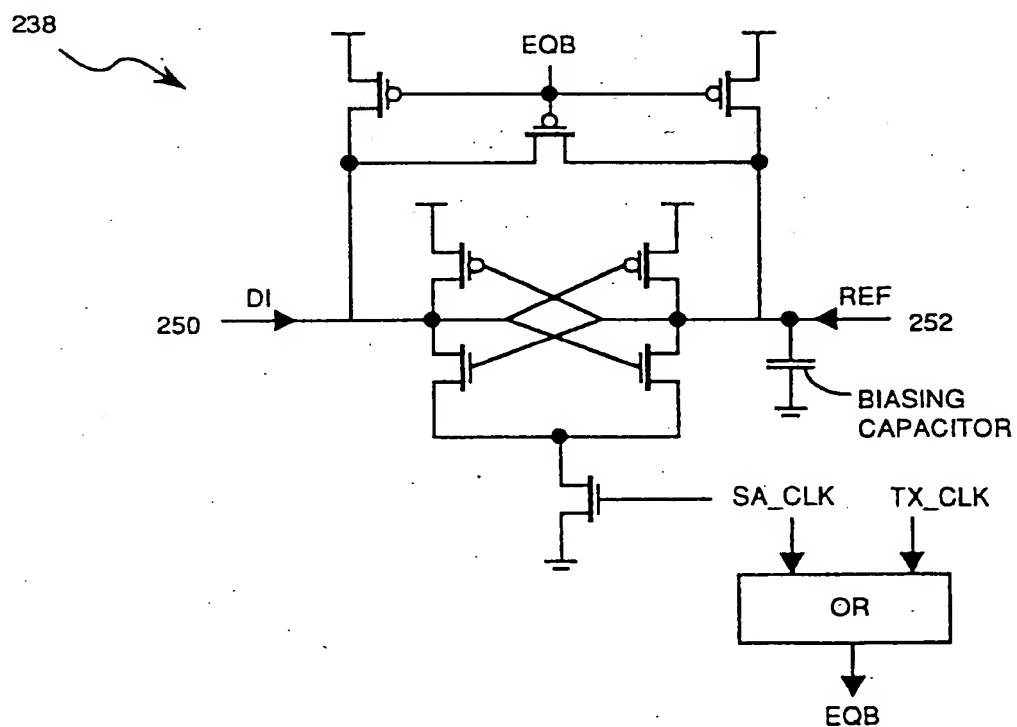 238
EQB
DI
250
REF
252
BIASING
CAPACITOR
SA_CLK
TX_CLK
OR
EQB